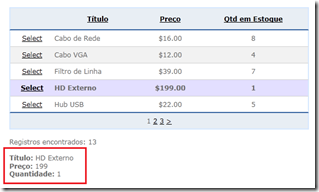 Título Preço Qtd em Estoque
Select Cabo de Rede $16.00 8
Select Cabo VGA $12.00 4
Select Filtro de Linha $39.00 7
Select HD Externo $199.00 1
Select Hub USB $22.00 5
1 2 3 >
Registros encontrados: 13
Título: HD Externo
Preço: 199
Quantidade: 1